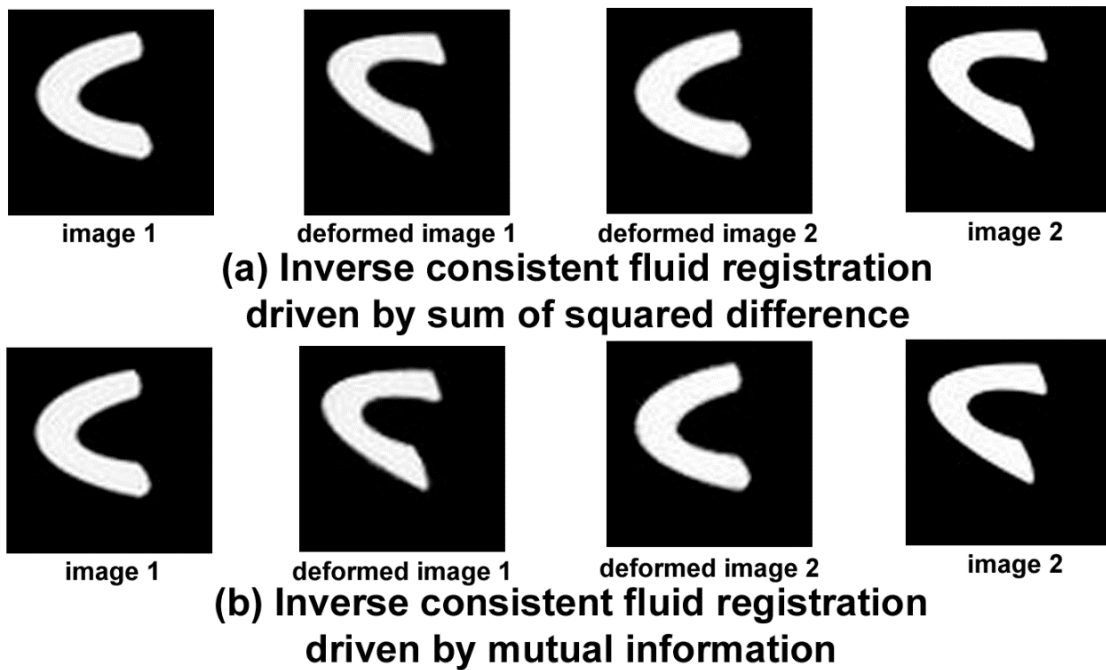 image 1
deformed image 1
deformed image 2
image 2
(a) Inverse consistent fluid registration
driven by sum of squared difference
image 1
deformed image 1
deformed image 2
image 2
(b) Inverse consistent fluid registration
driven by mutual information